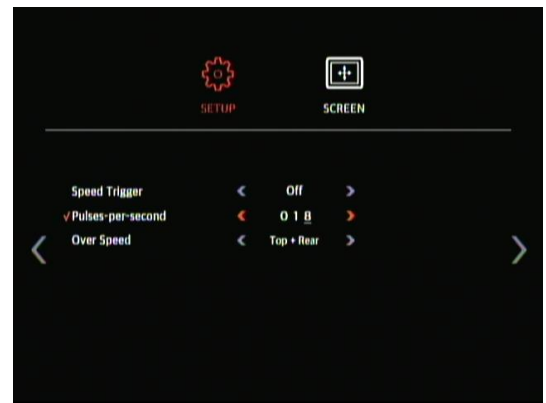 SETUP SCREEN
Speed Trigger < Off >
√ Pulses-per-second < 0 1 8 >
Over Speed < Top + Rear >